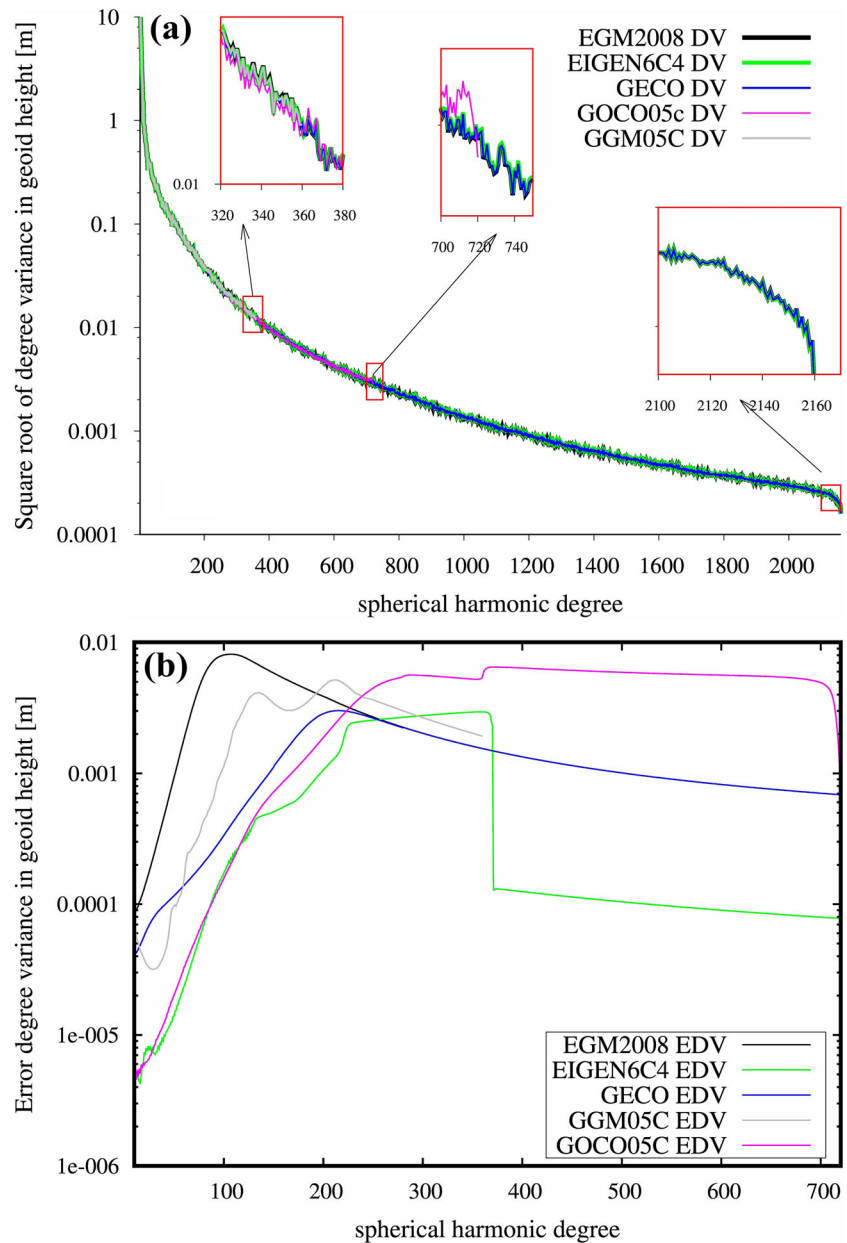 (a)
Square root of degree variance in geoid height [m]
10
1
0.1
0.01
0.001
0.0001
EGM2008 DV
EIGEN6C4 DV
GECO DV
GOCO05c DV
GGM05C DV
0.01
320 340 360 380
700 720 740
2100 2120 2140 2160
200 400 600 800 1000 1200 1400 1600 1800 2000
spherical harmonic degree
(b)
Error degree variance in geoid height [m]
0.01
0.001
0.0001
1e-005
1e-006
EGM2008 EDV
EIGEN6C4 EDV
GECO EDV
GGM05C EDV
GOCO05C EDV
100 200 300 400 500 600 700
spherical harmonic degree